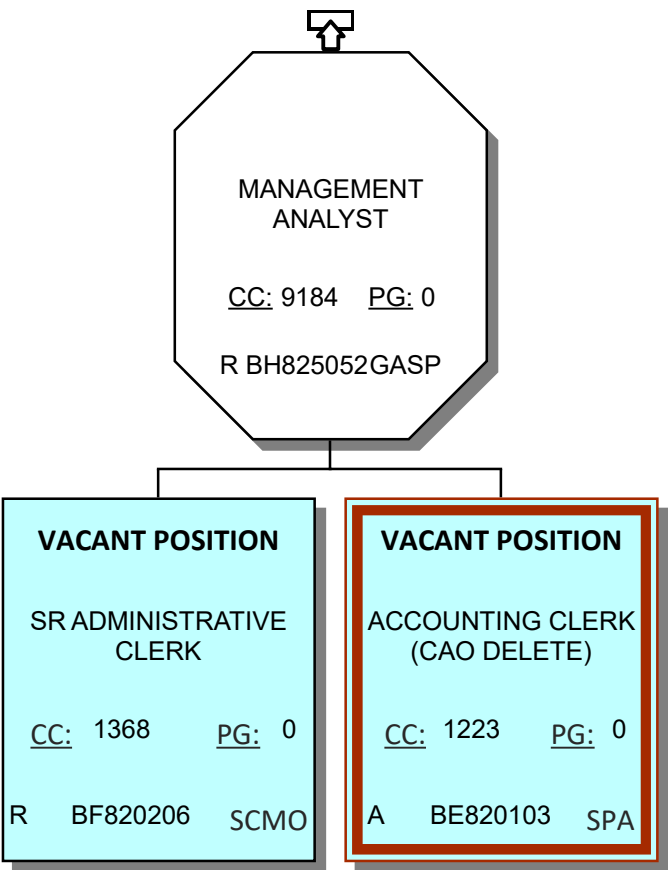 MANAGEMENT
ANALYST
CC: 9184 PG: 0
R BH825052GASP
VACANT POSITION
SR ADMINISTRATIVE
CLERK
CC: 1368 PG: 0
R BF820206 SCMO
VACANT POSITION
ACCOUNTING CLERK
(CAO DELETE)
CC: 1223 PG: 0
A BE820103 SPA